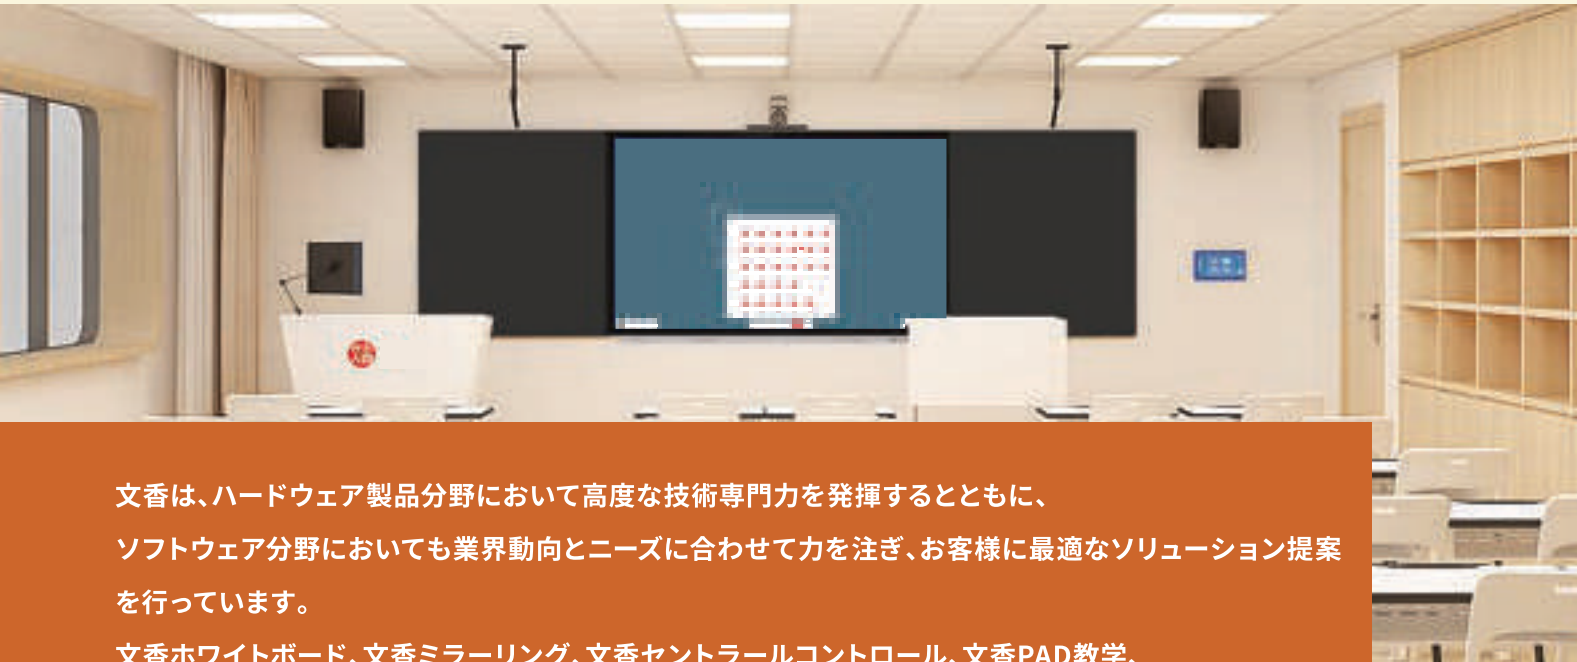 文香は、ハードウェア製品分野において高度な技術専門力を発揮するとともに、
ソフトウェア分野においても業界動向とニーズに合わせて力を注ぎ、お客様に最適なソリューション提案
を行っています。
文香ホワイトボード、文香ミラーリング、文香セントラールコントロール、文香PAD教学、